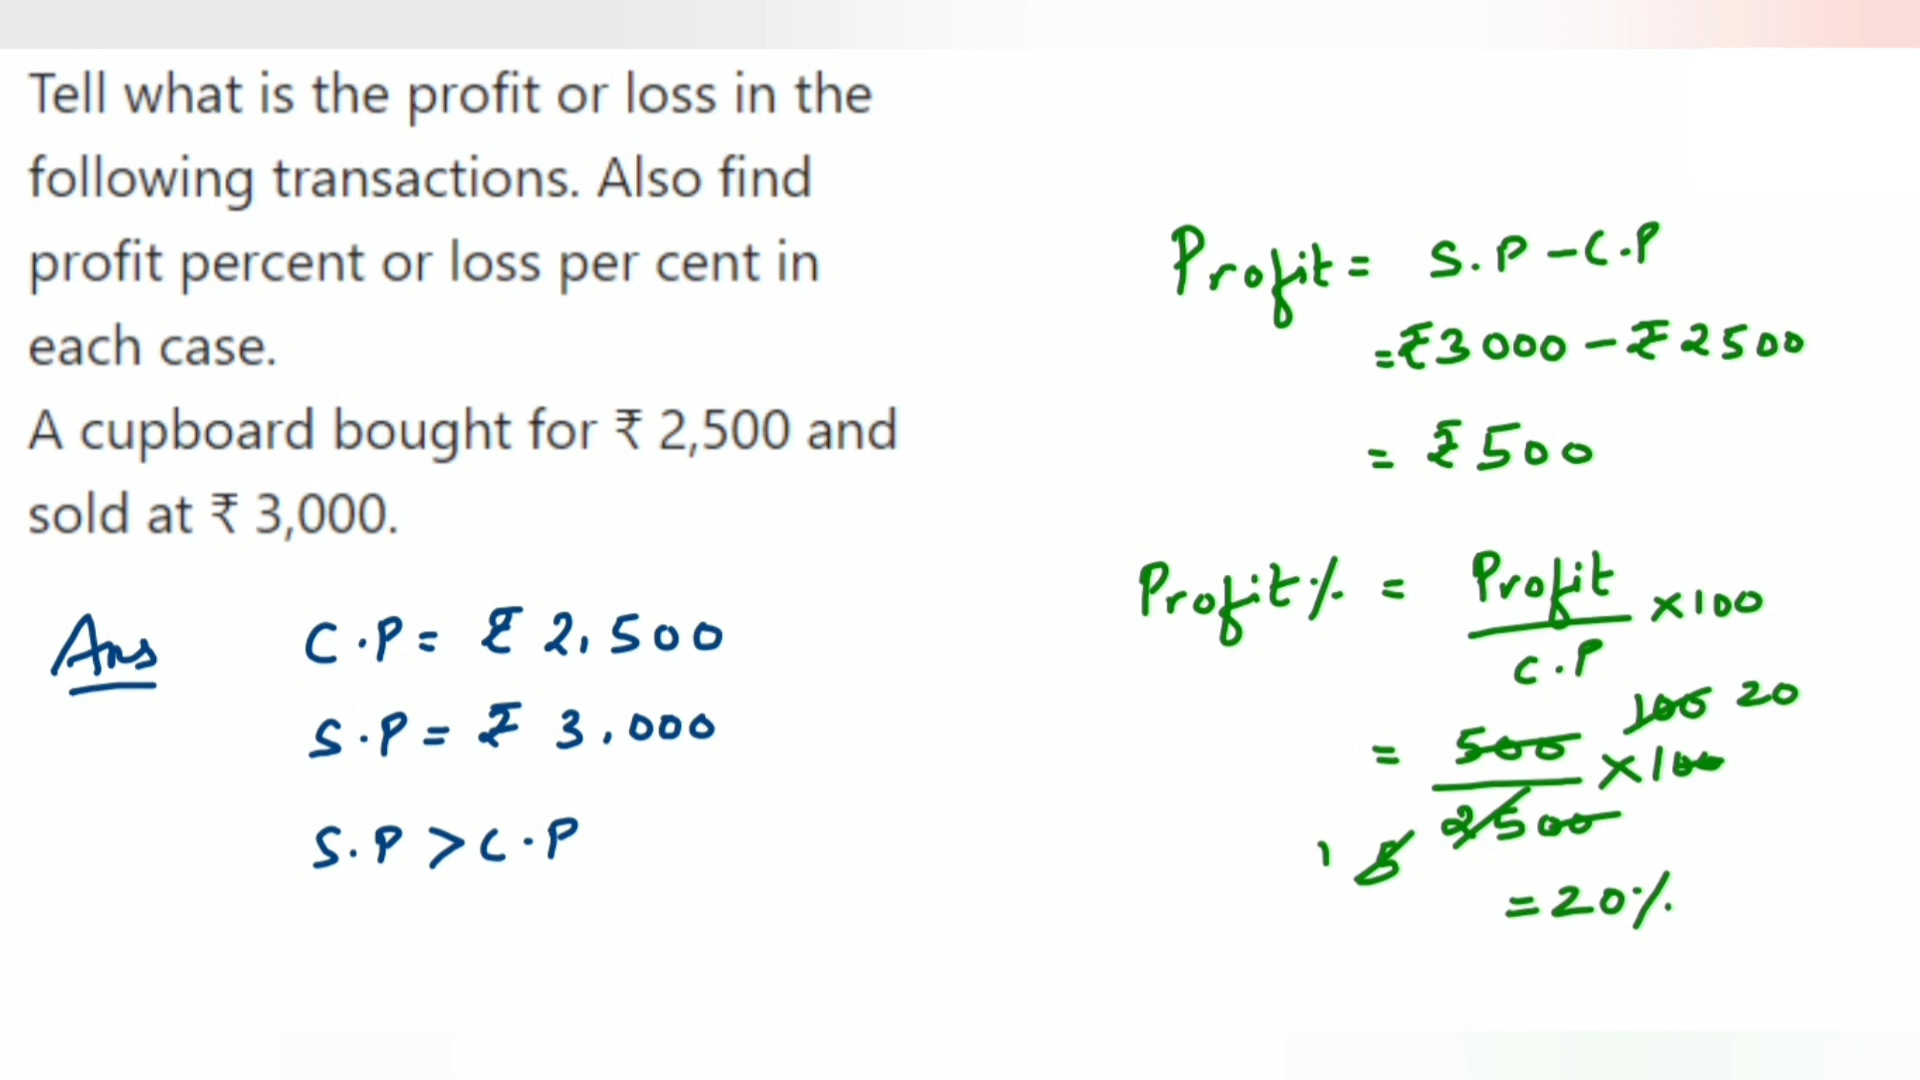 Tell what is the profit or loss in the
following transactions. Also find
profit percent or loss per cent in
each case.
A cupboard bought for ₹ 2,500 and
sold at ₹ 3,000.
Ans
C.P = ₹ 2,500
S.P = ₹ 3,000
S.P > C.P
Profit = S.P - C.P
= ₹3000 - ₹2500
= ₹500
Profit% = Profit/C.P ×100
100 20
= 500/2500 ×100
1 5
= 20%